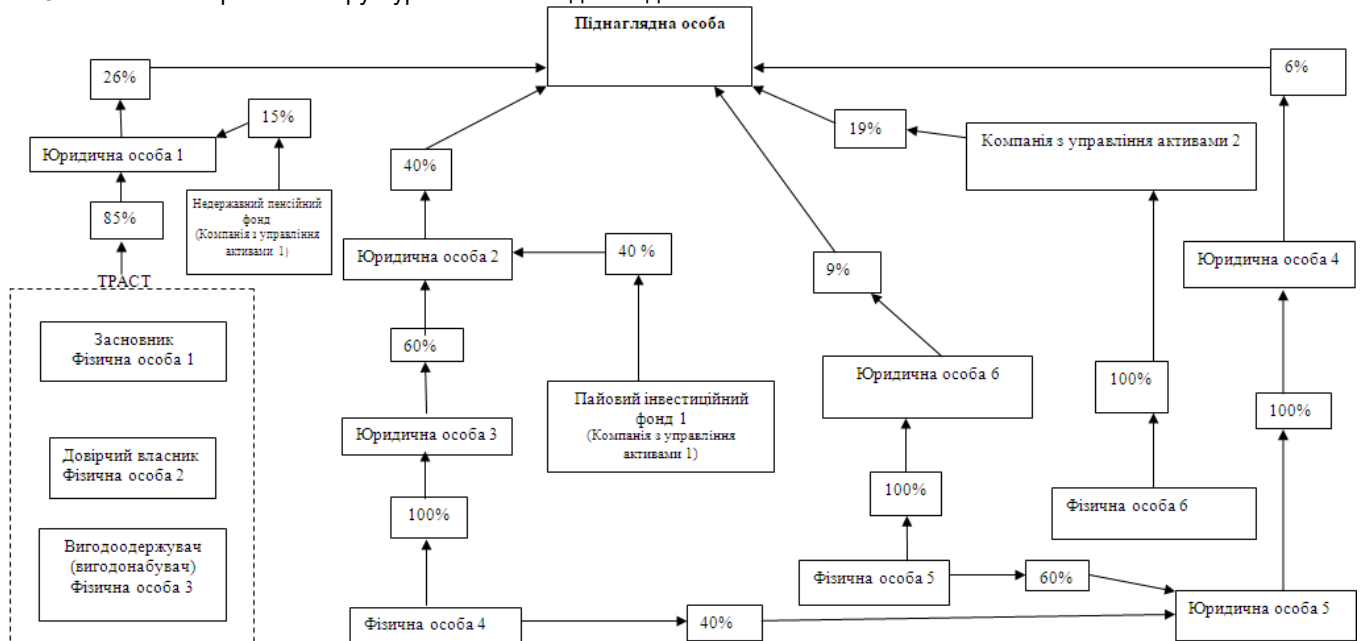 Піднаглядна особа
26%
6%
15%
19%
Юридична особа 1
Компанія з управління активами 2
40%
85%
Недержавний пенсійний
фонд
(Компанія з управління
активами 1)
Юридична особа 2
40 %
9%
Юридична особа 4
ТРАСТ
Засновник
Фізична особа 1
60%
Юридична особа 6
100%
100%
Пайовий інвестиційний
фонд 1
(Компанія з управління
активами 1)
Юридична особа 3
Довірчий власник
Фізична особа 2
100%
100%
Фізична особа 6
Вигодоодержувач
(вигодонабувач)
Фізична особа 3
Фізична особа 5
60%
Юридична особа 5
Фізична особа 4
40%